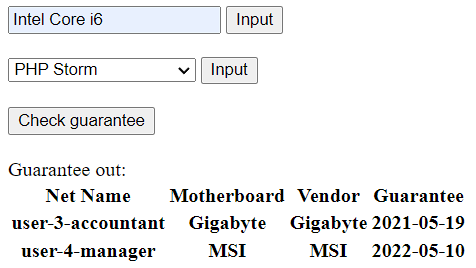 Intel Core i6 Input
PHP Storm Input
Check guarantee
Guarantee out:
Net Name Motherboard Vendor Guarantee
user-3-accountant Gigabyte Gigabyte 2021-05-19
user-4-manager MSI MSI 2022-05-10